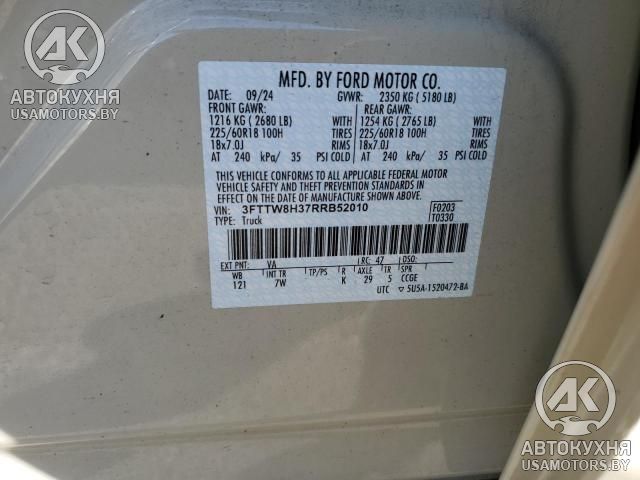 АК
АВТОКУХНЯ
USAMOTORS.BY
MFD. BY FORD MOTOR CO.
DATE: 09/24 GVWR: 2350 KG ( 5180 LB)
FRONT GAWR: REAR GAWR:
1216 KG ( 2680 LB) WITH 1254 KG ( 2765 LB) WITH
225/60R18 100H TIRES 225/60R18 100H TIRES
18x7.0J RIMS 18x7.0J RIMS
AT 240 kPa/ 35 PSI COLD AT 240 kPa/ 35 PSI COLD
THIS VEHICLE CONFORMS TO ALL APPLICABLE FEDERAL MOTOR
VEHICLE SAFETY AND THEFT PREVENTION STANDARDS IN
EFFECT ON THE DATE OF MANUFACTURE SHOWN ABOVE.
VIN: 3FTTW8H37RRB52010 F0203
TYPE: Truck T0330
EXT PNT: VA RC: 47 DSO:
WB INT TR TP/PS R AXLE TR SPR
121 7W K 29 5 CCGE
UTC ▽ 5U5A-1520472-BA
АК
АВТОКУХНЯ
USAMOTORS.BY